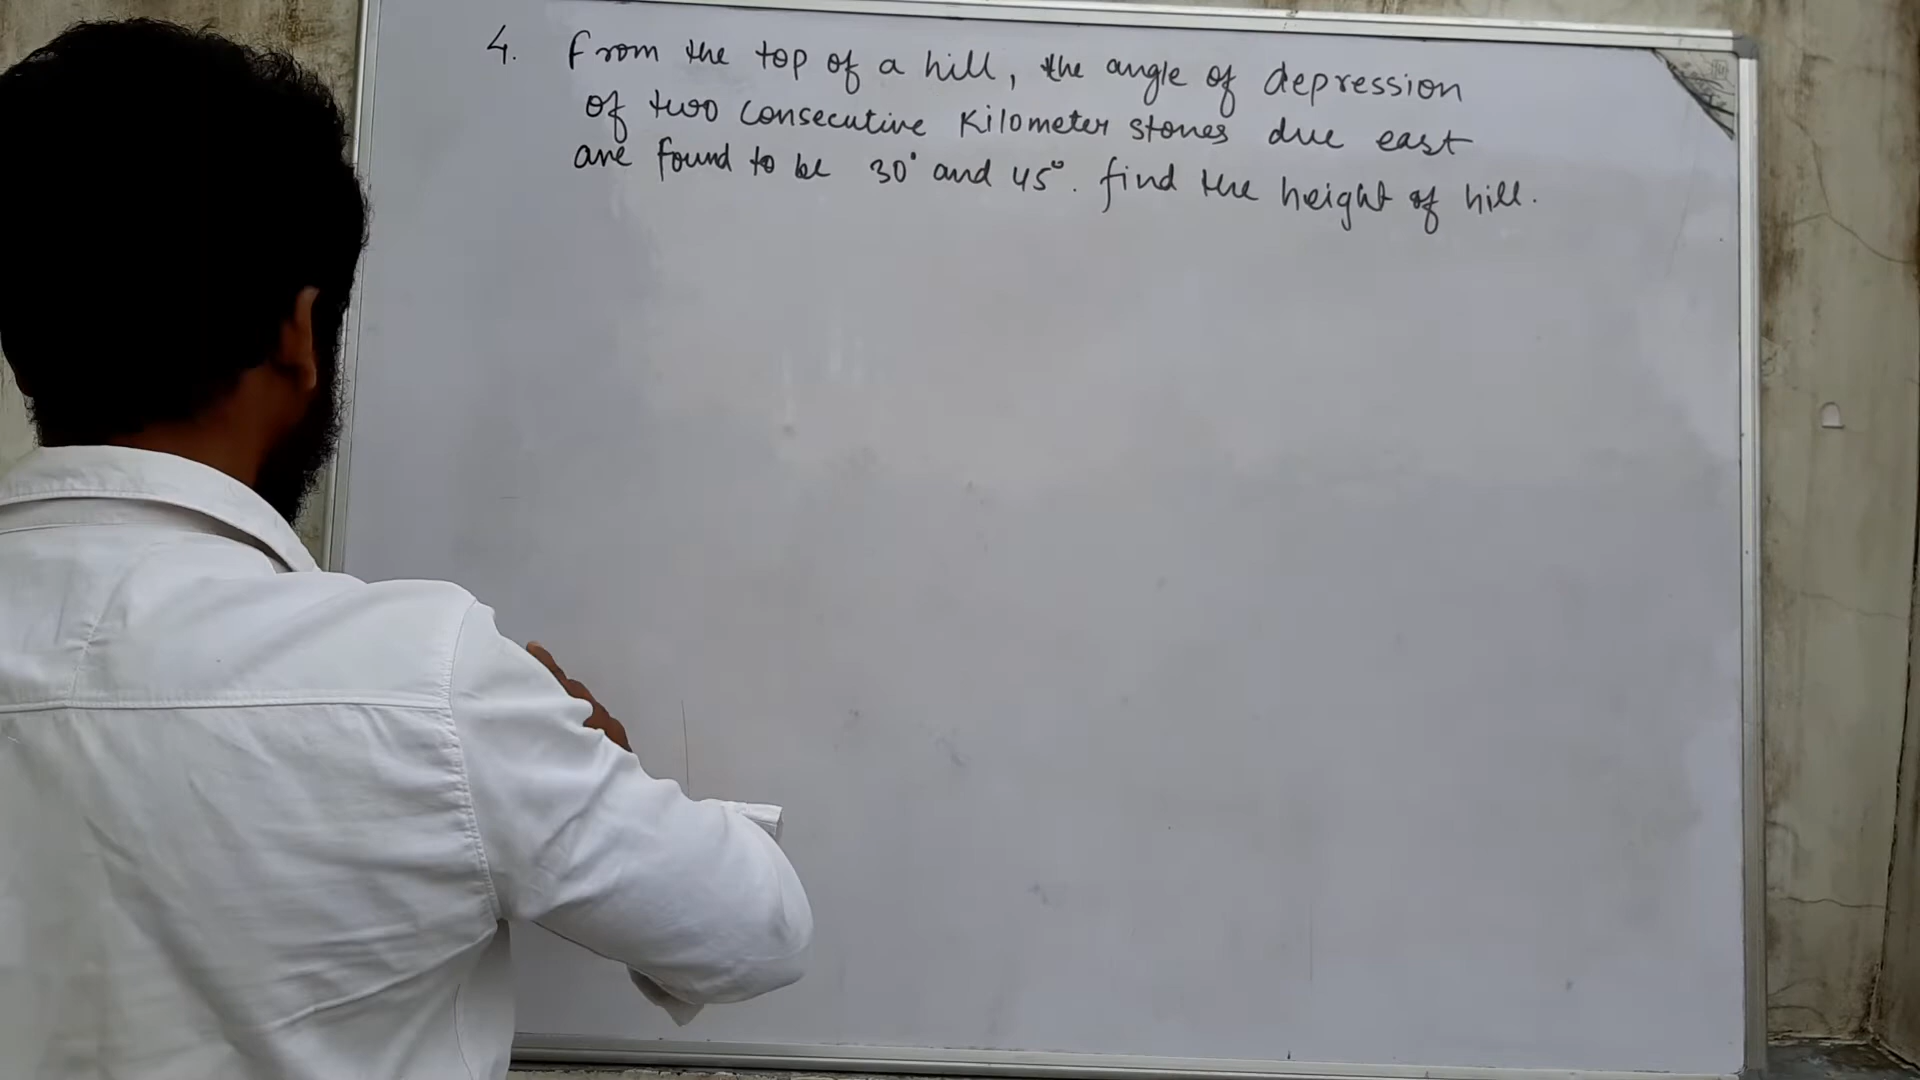 4. From the top of a hill, the angle of depression
of two consecutive Kilometer stones due east
are found to be 30° and 45°. find the height of hill.